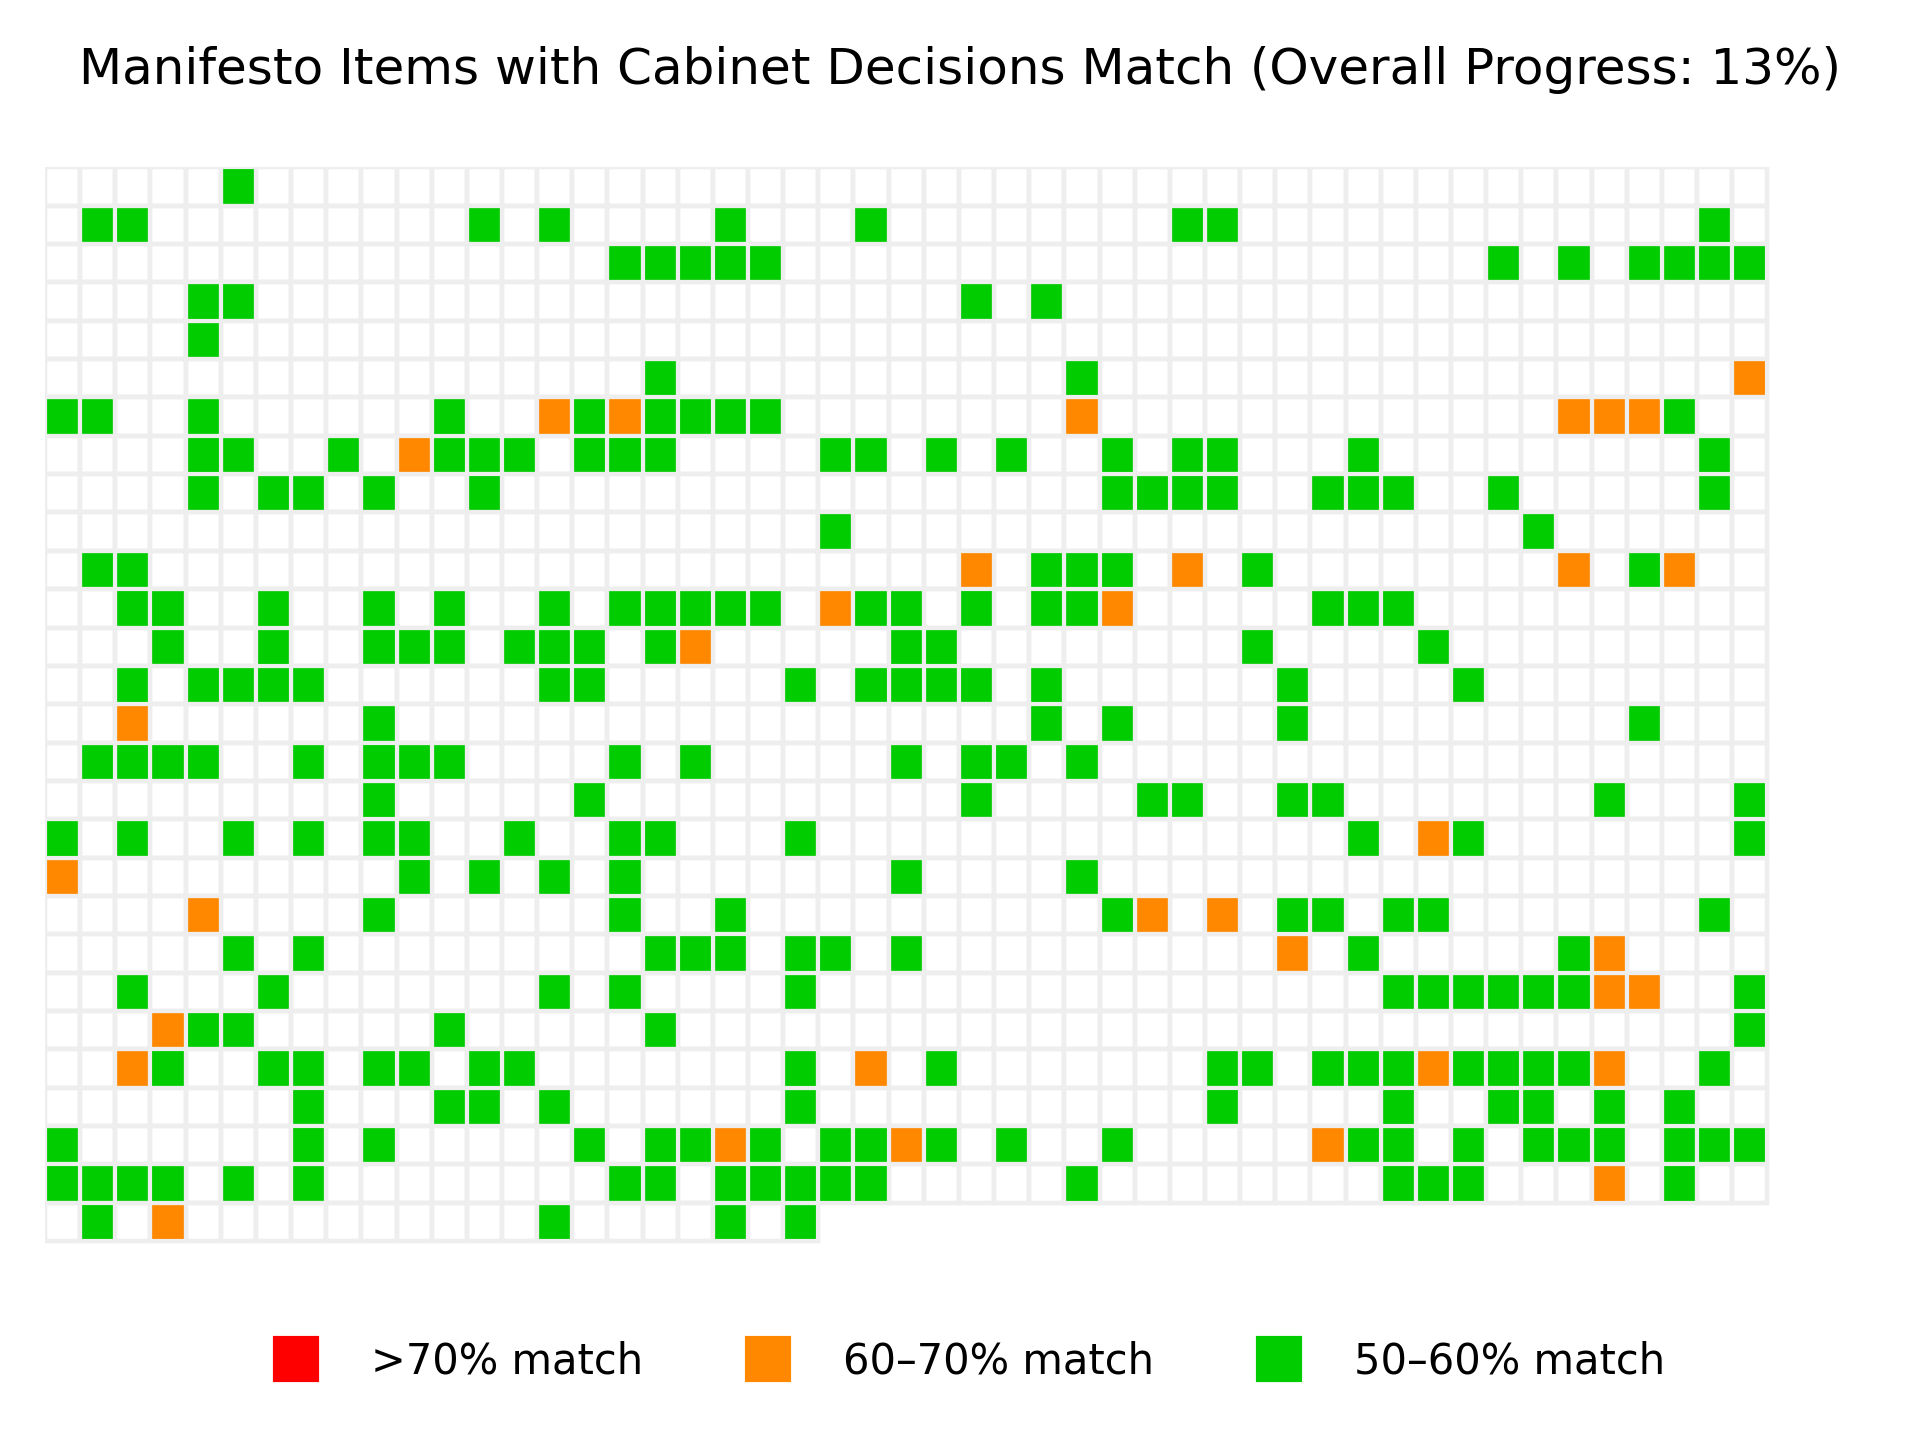 Manifesto Items with Cabinet Decisions Match (Overall Progress: 13%)
>70% match
60–70% match
50–60% match